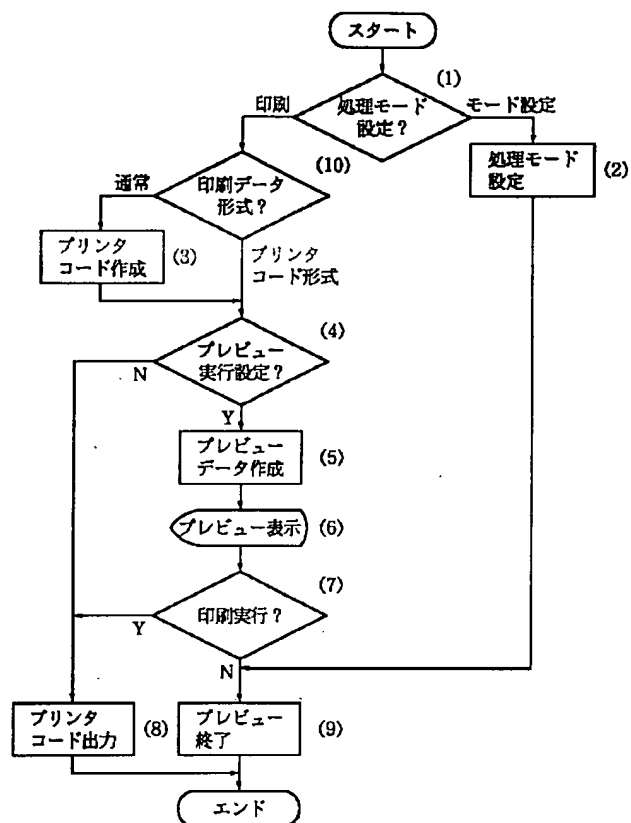 スタート
(1)
印刷
処理モード
設定？
モード設定
(10)
処理モード
設定
(2)
通常
印刷データ
形式？
プリンタ
コード作成
(3)
プリンタ
コード形式
(4)
プレビュー
実行設定？
N
Y
プレビュー
データ作成
(5)
プレビュー表示
(6)
(7)
印刷実行？
Y
N
プリンタ
コード出力
(8)
プレビュー
終了
(9)
エンド